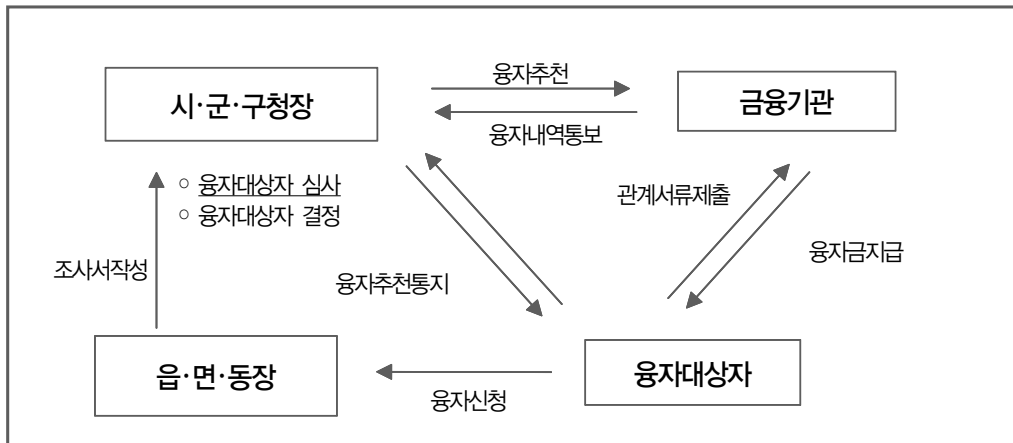 융자추천
시·군·구청장
금융기관
융자내역통보
○ 융자대상자 심사
○ 융자대상자 결정
관계서류제출
융자금지급
조사서작성
융자추천통지
읍·면·동장
융자대상자
융자신청